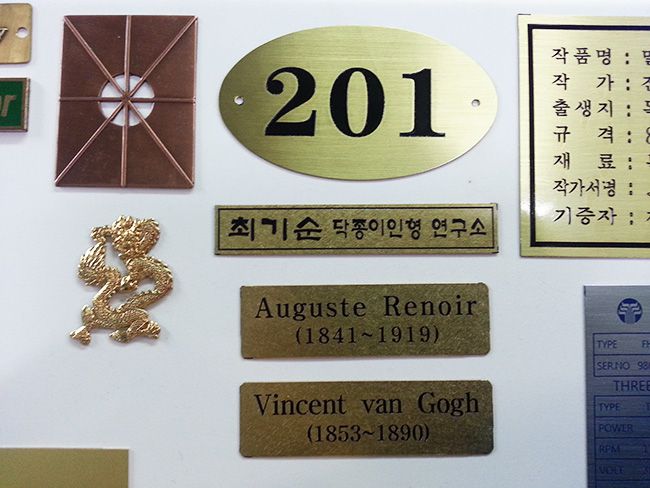 201
최기순 닥종이인형 연구소
Auguste Renoir
(1841~1919)
Vincent van Gogh
(1853~1890)
작품명 :
작 가 :
출생지 :
규 격 :
재 료 :
작가서명 :
기증자 :
TYPE
SER.NO 98
THREE
TYPE
POWER
RPM
VOLT